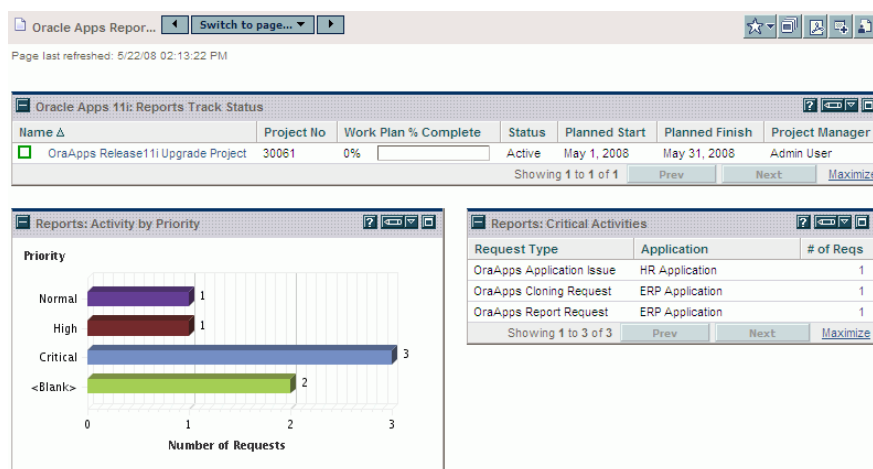 Oracle Apps Repor... Switch to page...
Page last refreshed: 5/22/08 02:13:22 PM
Oracle Apps 11i: Reports Track Status
Name Project No Work Plan % Complete Status Planned Start Planned Finish Project Manager
OraApps Release11i Upgrade Project 30061 0% Active May 1, 2008 May 31, 2008 Admin User
Showing 1 to 1 of 1 Prev Next Maximize
Reports: Activity by Priority
Priority
Normal 1
High 1
Critical 3
<Blank> 2
0 1 2 3
Number of Requests
Reports: Critical Activities
Request Type Application # of Reqs
OraApps Application Issue HR Application 1
OraApps Cloning Request ERP Application 1
OraApps Report Request ERP Application 1
Showing 1 to 3 of 3 Prev Next Maximize